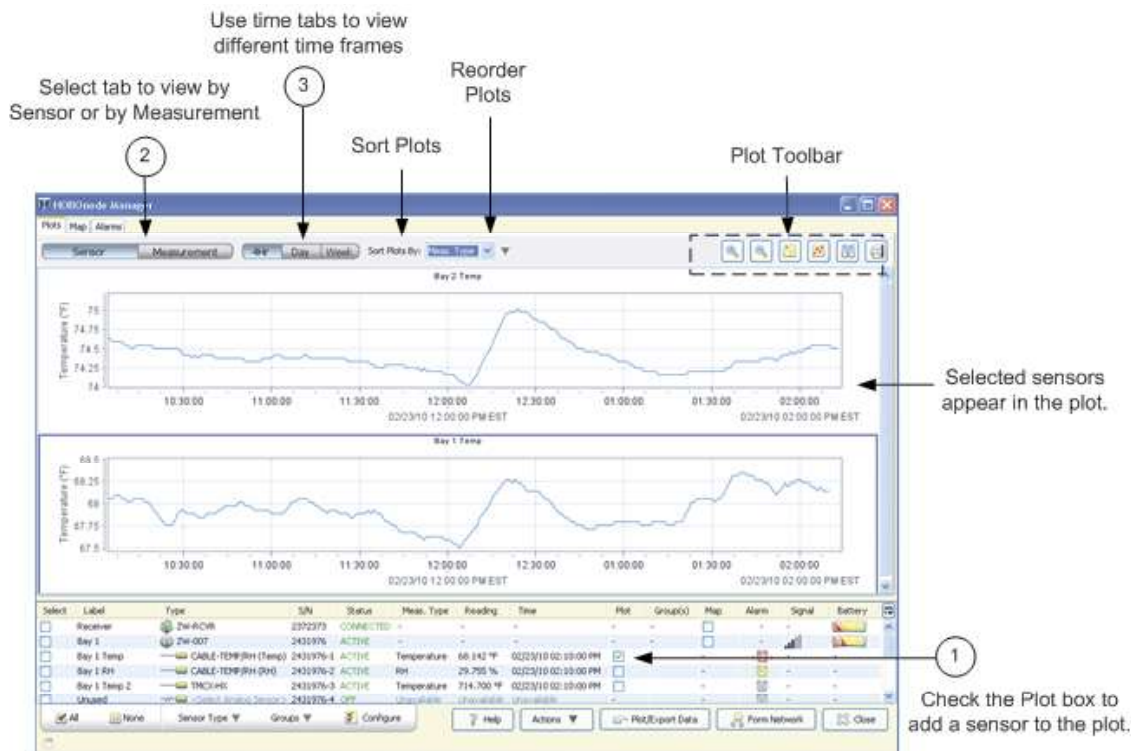 Use time tabs to view
different time frames
3
Reorder
Plots
Select tab to view by
Sensor or by Measurement
2
Sort Plots
Plot Toolbar
HOBOnode Manager
Plots Map Alarms
Sensor Measurement 4Hr Day Week Sort Plots By: Meas. Type
Bay 2 Temp
Temperature (°F)
75
74.75
74.5
74.25
74
10:30:00 11:00:00 11:30:00 12:00:00 12:30:00 01:00:00 01:30:00 02:00:00
02/23/10 12:00:00 PM EST 02/23/10 02:00:00 PM EST
Selected sensors
appear in the plot.
Bay 1 Temp
Temperature (°F)
68.5
68.25
68
67.75
67.5
10:30:00 11:00:00 11:30:00 12:00:00 12:30:00 01:00:00 01:30:00 02:00:00
02/23/10 12:00:00 PM EST 02/23/10 02:00:00 PM EST
Select Label Type S/N Status Meas. Type Reading Time Plot Group(s) Map Alarm Signal Battery
Receiver ZW-RCVR 2372373 CONNECTED - - - - - - -
Bay 1 ZW-007 2431976 ACTIVE - - - - - -
Bay 1 Temp CABLE-TEMP/RH (Temp) 2431976-1 ACTIVE Temperature 68.142 °F 02/23/10 02:10:00 PM - -
Bay 1 RH CABLE-TEMP/RH (RH) 2431976-2 ACTIVE RH 29.755 % 02/23/10 02:10:00 PM - - -
Bay 1 Temp 2 TMCX-HX 2431976-3 ACTIVE Temperature 714.700 °F 02/23/10 02:10:00 PM - - -
Unused <Select Analog Sensor> 2431976-4 OFF Unavailable Unavailable Unavailable
1
Check the Plot box to
add a sensor to the plot.
All None Sensor Type Groups Configure ? Help Actions Plot/Export Data Form Network Close